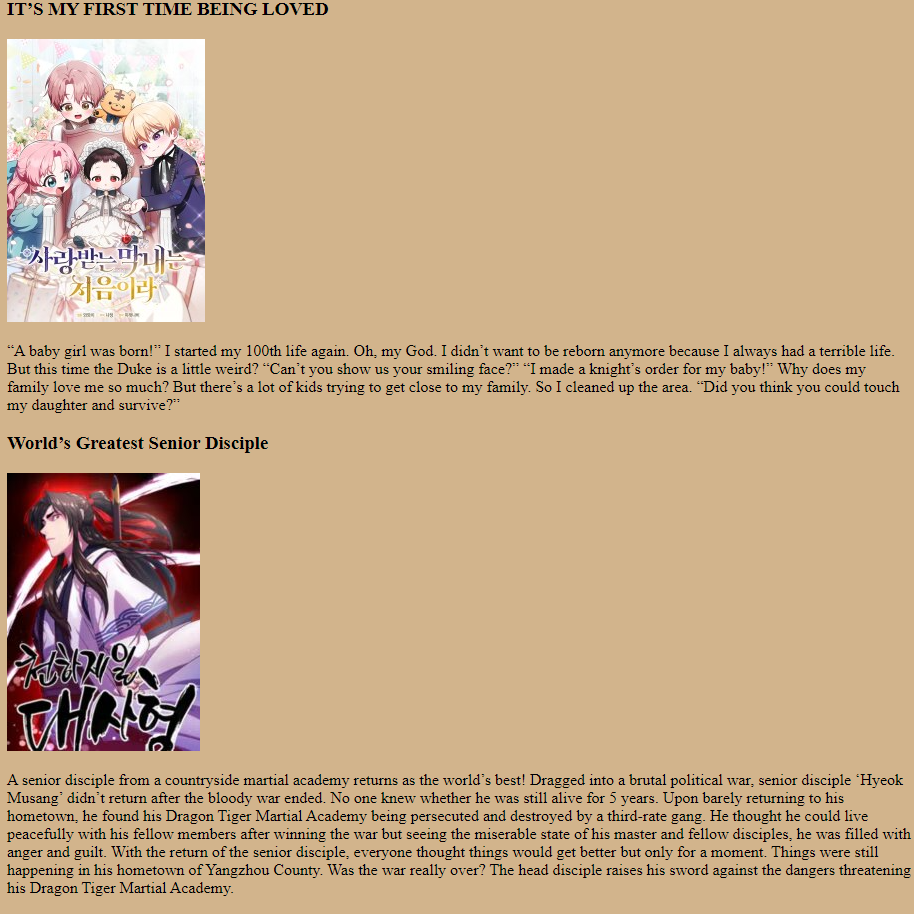 IT’S MY FIRST TIME BEING LOVED
사랑받는 막내는
처음이라
“A baby girl was born!” I started my 100th life again. Oh, my God. I didn’t want to be reborn anymore because I always had a terrible life.
But this time the Duke is a little weird? “Can’t you show us your smiling face?” “I made a knight’s order for my baby!” Why does my
family love me so much? But there’s a lot of kids trying to get close to my family. So I cleaned up the area. “Did you think you could touch
my daughter and survive?”
World’s Greatest Senior Disciple
천하제일
대사형
A senior disciple from a countryside martial academy returns as the world’s best! Dragged into a brutal political war, senior disciple ‘Hyeok
Musang’ didn’t return after the bloody war ended. No one knew whether he was still alive for 5 years. Upon barely returning to his
hometown, he found his Dragon Tiger Martial Academy being persecuted and destroyed by a third-rate gang. He thought he could live
peacefully with his fellow members after winning the war but seeing the miserable state of his master and fellow disciples, he was filled with
anger and guilt. With the return of the senior disciple, everyone thought things would get better but only for a moment. Things were still
happening in his hometown of Yangzhou County. Was the war really over? The head disciple raises his sword against the dangers threatening
his Dragon Tiger Martial Academy.